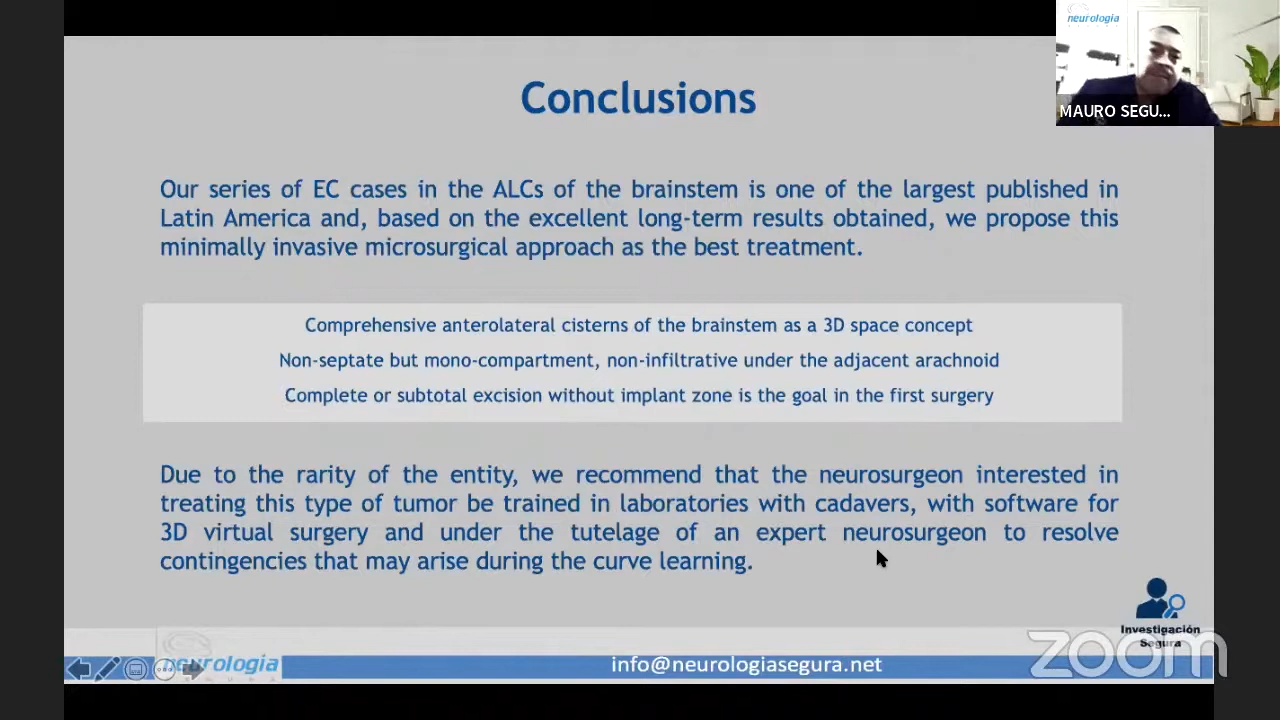 neurologia
MAURO SEGU...
Conclusions
Our series of EC cases in the ALCs of the brainstem is one of the largest published in
Latin America and, based on the excellent long-term results obtained, we propose this
minimally invasive microsurgical approach as the best treatment.
Comprehensive anterolateral cisterns of the brainstem as a 3D space concept
Non-septate but mono-compartment, non-infiltrative under the adjacent arachnoid
Complete or subtotal excision without implant zone is the goal in the first surgery
Due to the rarity of the entity, we recommend that the neurosurgeon interested in
treating this type of tumor be trained in laboratories with cadavers, with software for
3D virtual surgery and under the tutelage of an expert neurosurgeon to resolve
contingencies that may arise during the curve learning.
Investigación
Segura
zoom
neurologia
info@neurologiasegura.net